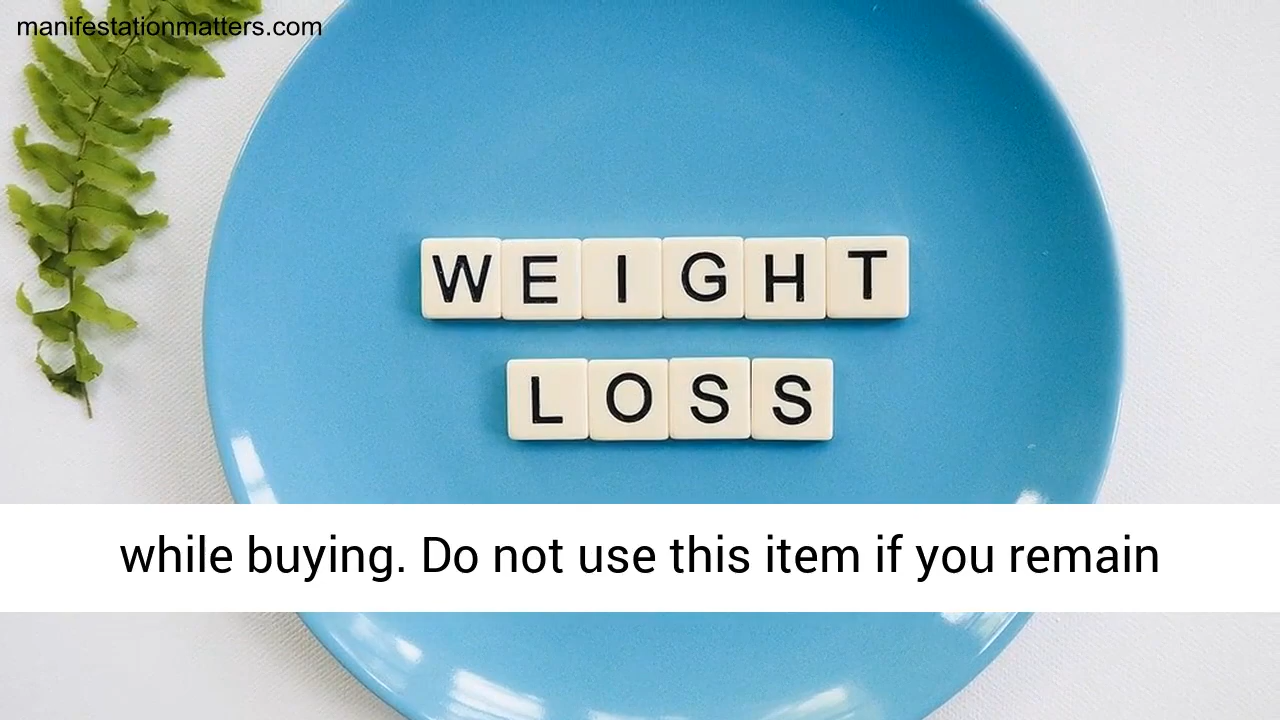 manifestationmatters.com
WEIGHT
LOSS
while buying. Do not use this item if you remain